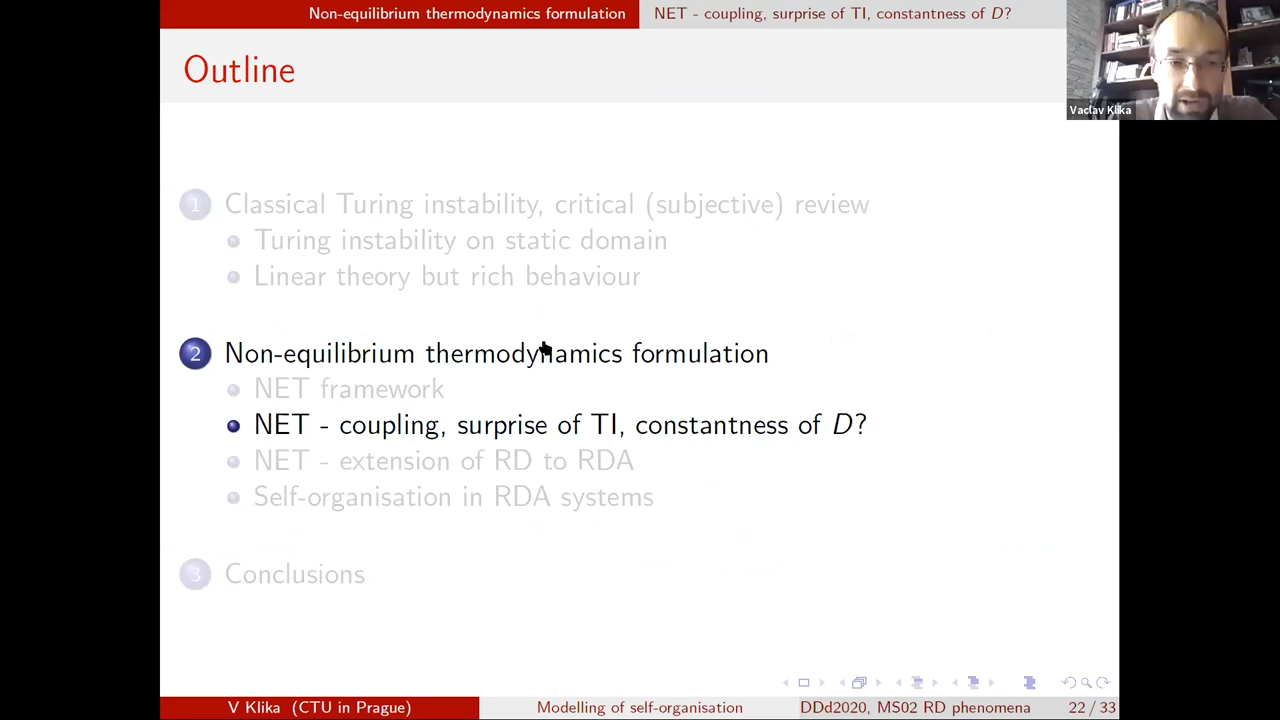 Non-equilibrium thermodynamics formulation NET - coupling, surprise of TI, constantness of D?
Outline
Vaclav Klika
1 Classical Turing instability, critical (subjective) review
Turing instability on static domain
Linear theory but rich behaviour
2 Non-equilibrium thermodynamics formulation
NET framework
NET - coupling, surprise of TI, constantness of D?
NET - extension of RD to RDA
Self-organisation in RDA systems
3 Conclusions
V Klika (CTU in Prague) Modelling of self-organisation DDd2020, MS02 RD phenomena 22 / 33